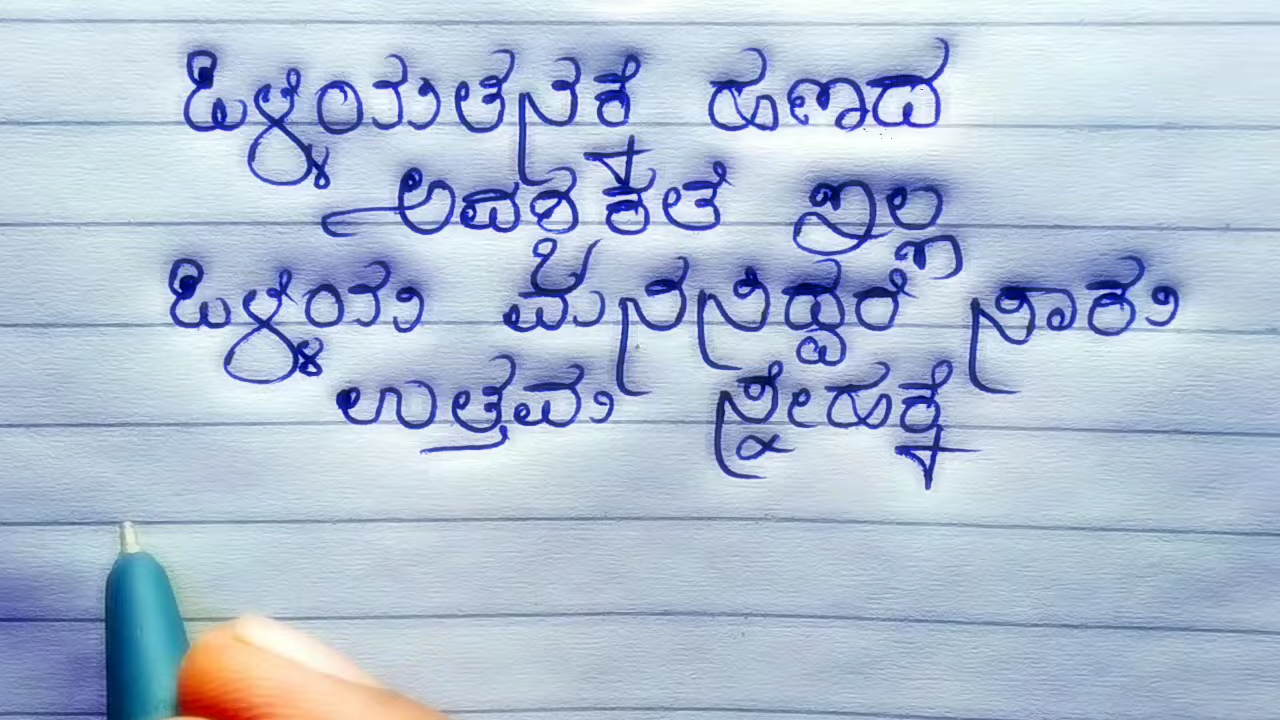 ಒಳ್ಳೆಯತನಕ್ಕೆ ಹಣದ
ಅವಶ್ಯಕತೆ ಇಲ್ಲ
ಒಳ್ಳೆಯ ಮನಸಿದ್ದರೆ ಸಾಕು
ಉತ್ತಮ ಸ್ನೇಹಕ್ಕೆ